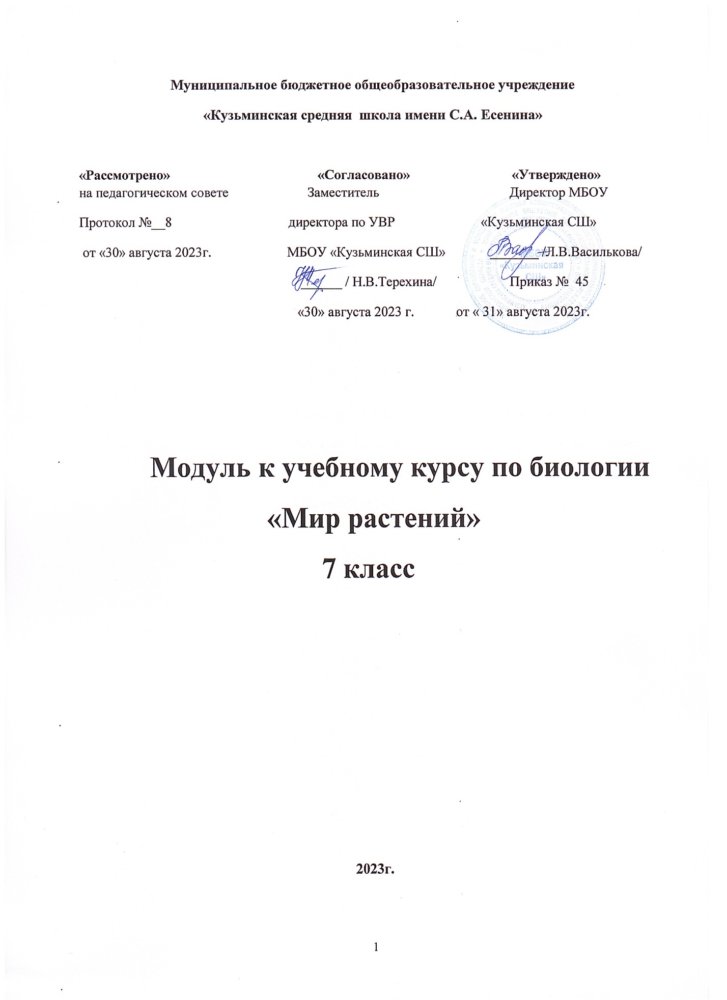 Муниципальное бюджетное общеобразовательное учреждение
«Кузьминская средняя школа имени С.А. Есенина»
«Рассмотрено» «Согласовано» «Утверждено»
на педагогическом совете Заместитель Директор МБОУ
Протокол №__8 директора по УВР «Кузьминская СШ»
от «30» августа 2023г. МБОУ «Кузьминская СШ» _______/Л.В.Василькова/
«Кузьминская
СШ»
______ / Н.В.Терехина/ Приказ № 45
«30» августа 2023 г. от « 31» августа 2023г.
Модуль к учебному курсу по биологии
«Мир растений»
7 класс
2023г.
1